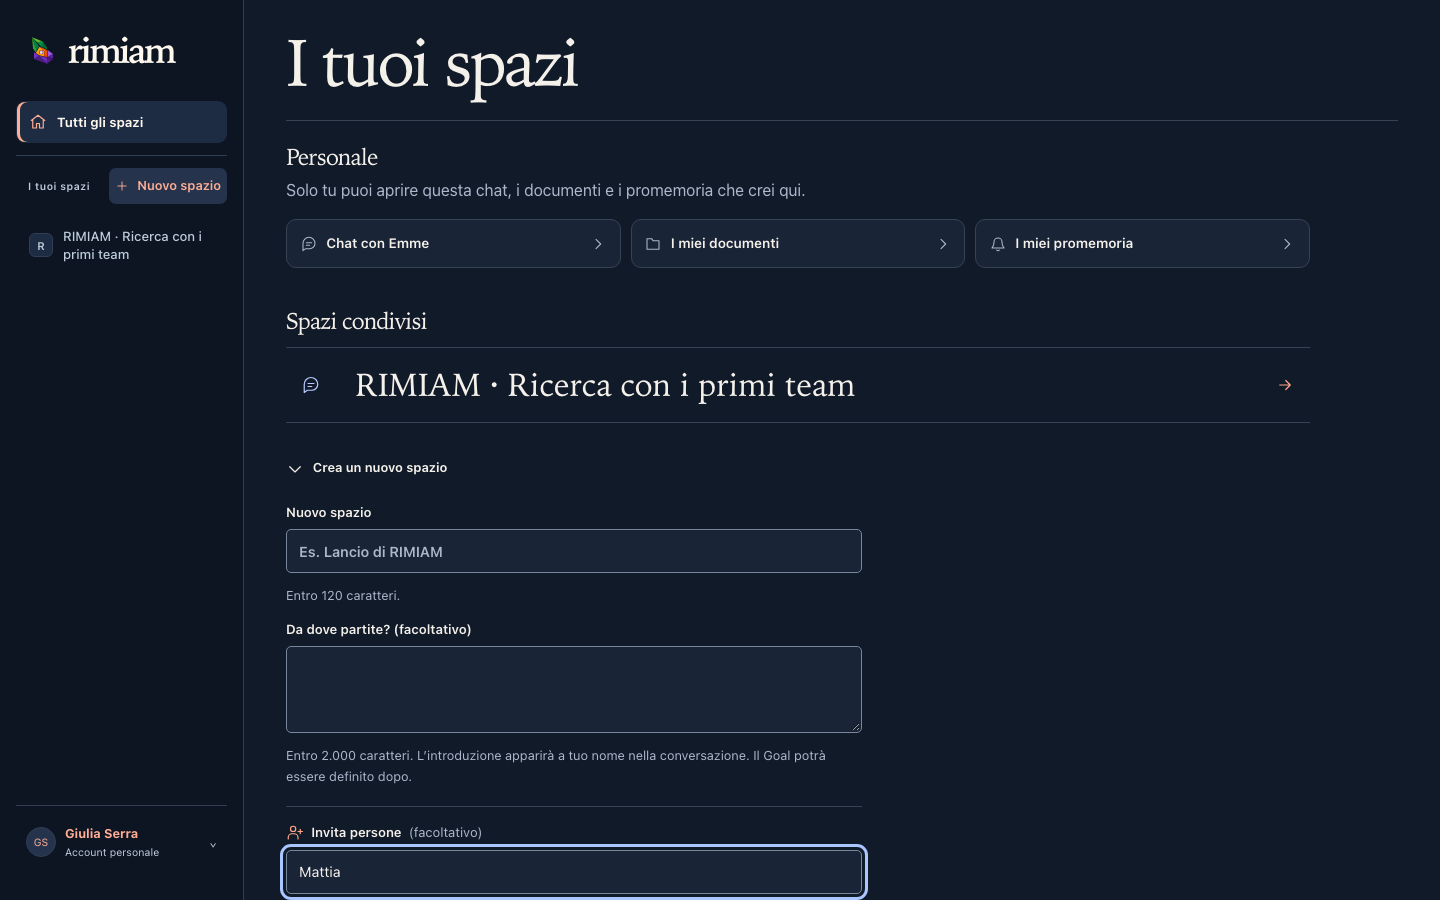 rimiam
Tutti gli spazi
I tuoi spazi
+ Nuovo spazio
R
RIMIAM · Ricerca con i
primi team
GS
Giulia Serra
Account personale
I tuoi spazi
Personale
Solo tu puoi aprire questa chat, i documenti e i promemoria che crei qui.
Chat con Emme
I miei documenti
I miei promemoria
Spazi condivisi
RIMIAM · Ricerca con i primi team
Crea un nuovo spazio
Nuovo spazio
Es. Lancio di RIMIAM
Entro 120 caratteri.
Da dove partite? (facoltativo)
Entro 2.000 caratteri. L’introduzione apparirà a tuo nome nella conversazione. Il Goal potrà
essere definito dopo.
Invita persone (facoltativo)
Mattia